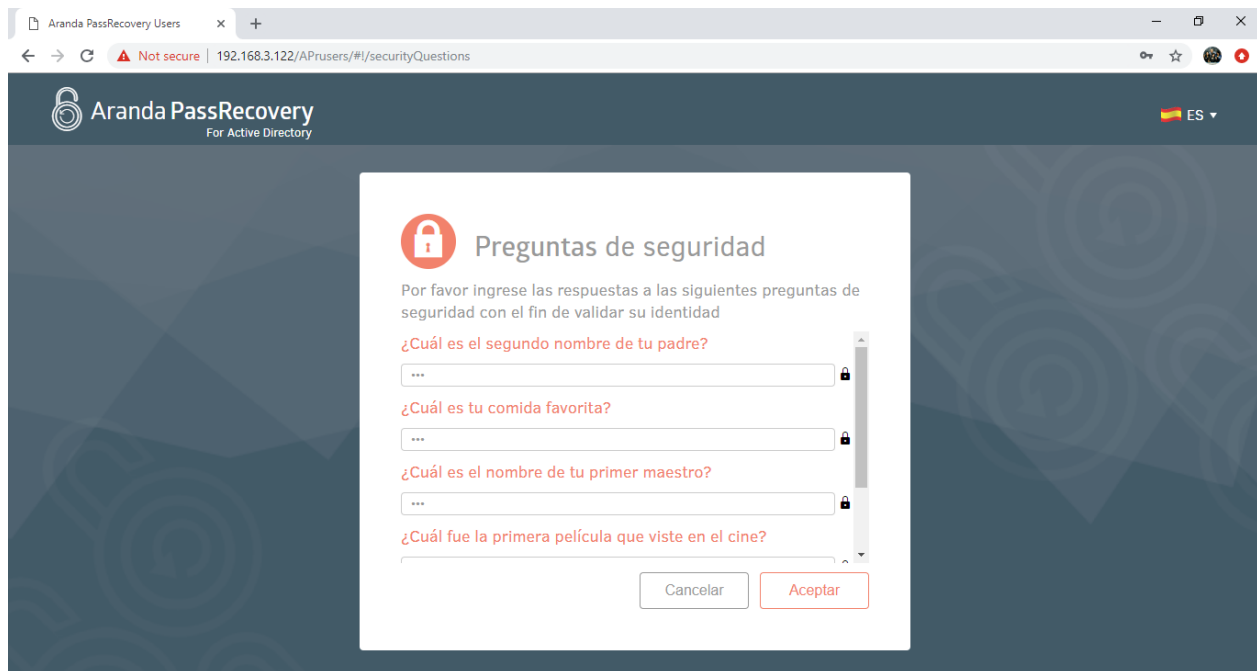 Aranda PassRecovery Users
Not secure | 192.168.3.122/APrusers/#!/securityQuestions
Aranda PassRecovery
For Active Directory
ES
Preguntas de seguridad
Por favor ingrese las respuestas a las siguientes preguntas de
seguridad con el fin de validar su identidad
¿Cuál es el segundo nombre de tu padre?
•••
¿Cuál es tu comida favorita?
•••
¿Cuál es el nombre de tu primer maestro?
•••
¿Cuál fue la primera película que viste en el cine?
Cancelar
Aceptar